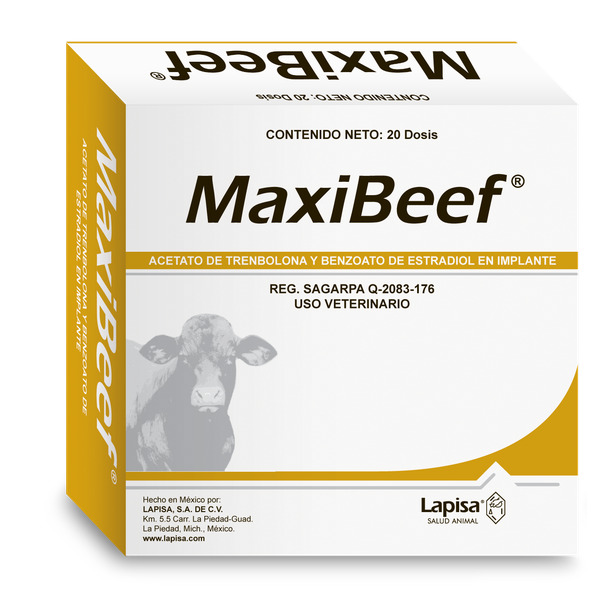 MaxiBeef®
CONTENIDO NETO: 20 Dosis
CONTENIDO NETO: 20 Dosis
MaxiBeef®
ACETATO DE TRENBOLONA Y BENZOATO DE ESTRADIOL EN IMPLANTE
REG. SAGARPA Q-2083-176
USO VETERINARIO
MaxiBeef®
ACETATO DE TRENBOLONA Y BENZOATO DE
ESTRADIOL EN IMPLANTE
Hecho en México por:
LAPISA, S.A. DE C.V.
Km. 5.5 Carr. La Piedad-Guad.
La Piedad, Mich., México.
www.lapisa.com
Lapisa®
SALUD ANIMAL